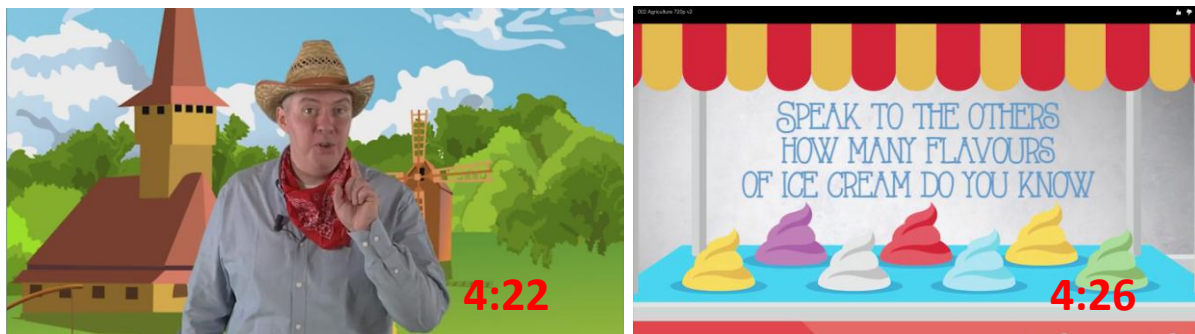 4:22
002 Agriculture 720p v2
SPEAK TO THE OTHERS
HOW MANY FLAVOURS
OF ICE CREAM DO YOU KNOW
4:26